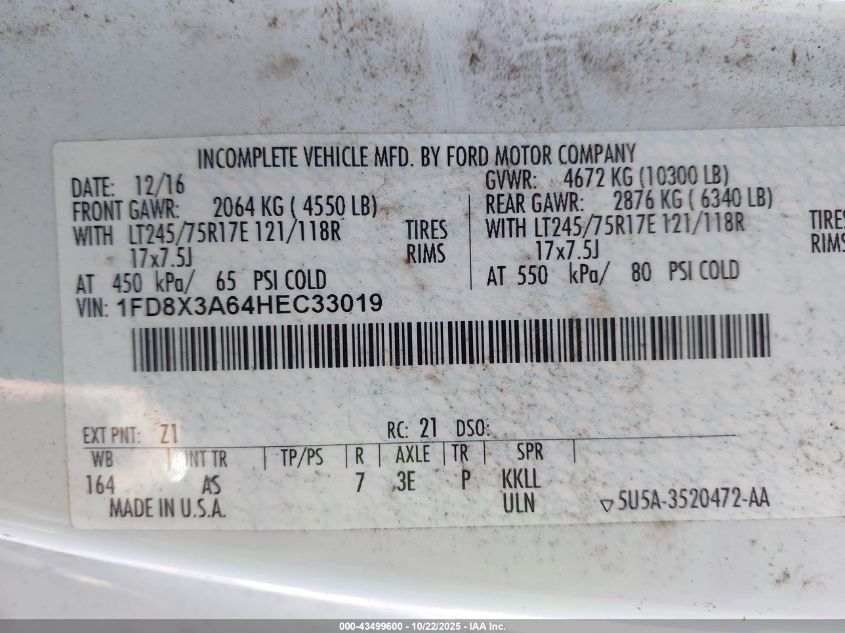 INCOMPLETE VEHICLE MFD. BY FORD MOTOR COMPANY
DATE: 12/16 GVWR: 4672 KG (10300 LB)
FRONT GAWR: 2064 KG ( 4550 LB) REAR GAWR: 2876 KG ( 6340 LB)
WITH LT245/75R17E 121/118R TIRES WITH LT245/75R17E 121/118R TIRES
17x7.5J RIMS 17x7.5J RIMS
AT 450 kPa/ 65 PSI COLD AT 550 kPa/ 80 PSI COLD
VIN: 1FD8X3A64HEC33019
EXT PNT: Z1 RC: 21 DSO:
WB INT TR TP/PS R AXLE TR SPR
164 AS 7 3E P KKLL
MADE IN U.S.A. ULN 5U5A-3520472-AA
000-43499600 - 10/22/2025 - IAA Inc.